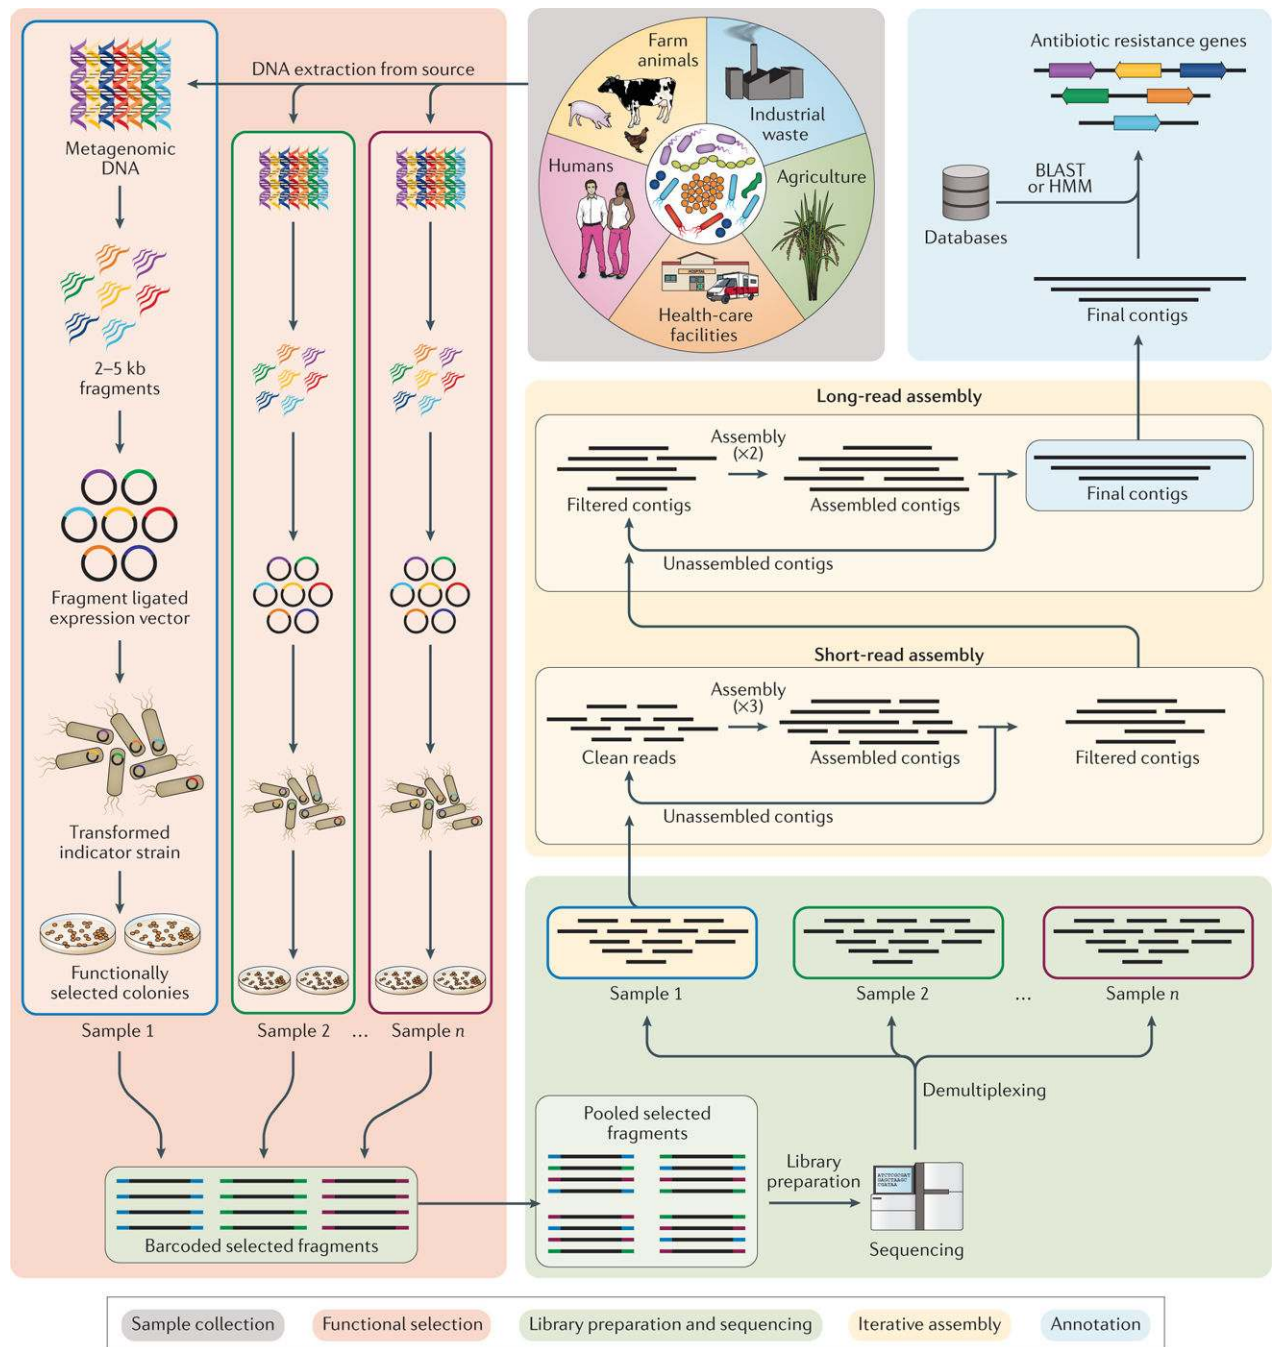 DNA extraction from source
Metagenomic
DNA
2–5 kb
fragments
Fragment ligated
expression vector
Transformed
indicator strain
Functionally
selected colonies
Sample 1
Sample 2
...
Sample n
Barcoded selected fragments
Farm
animals
Industrial
waste
Humans
Agriculture
HOSPITAL
Health-care
facilities
Antibiotic resistance genes
BLAST
or HMM
Databases
Final contigs
Long-read assembly
Assembly
(×2)
Filtered contigs
Assembled contigs
Final contigs
Unassembled contigs
Short-read assembly
Assembly
(×3)
Clean reads
Assembled contigs
Filtered contigs
Unassembled contigs
Sample 1
Sample 2
...
Sample n
Demultiplexing
Pooled selected
fragments
Library
preparation
ATCTCGCGAT
GAGCTAAGC
CGATAA
Sequencing
Sample collection
Functional selection
Library preparation and sequencing
Iterative assembly
Annotation